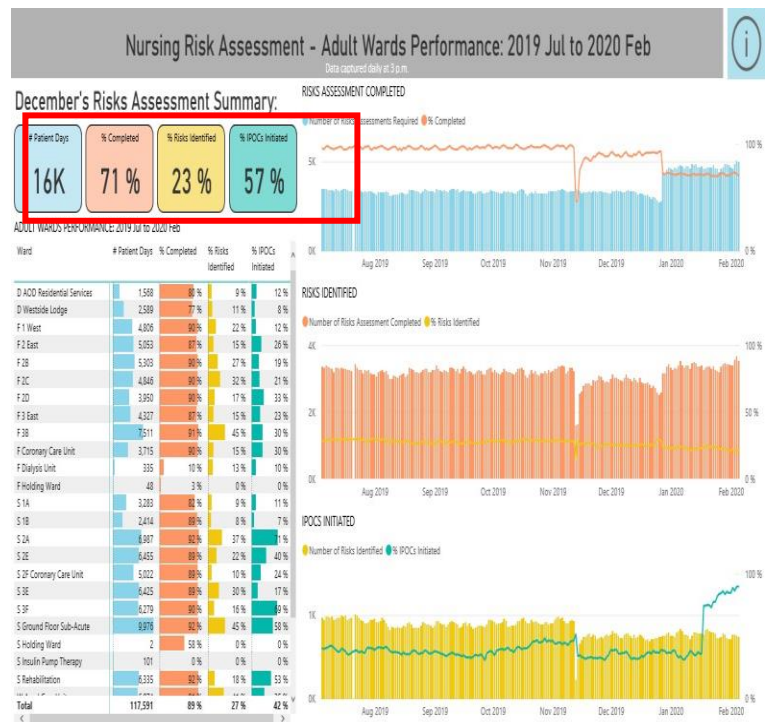 Nursing Risk Assessment - Adult Wards Performance: 2019 Jul to 2020 Feb
Data captured daily at 3 p.m.
i
December's Risks Assessment Summary:
# Patient Days
16K
% Completed
71 %
% Risks Identified
23 %
% IPOCs Initiated
57 %
ADULT WARDS PERFORMANCE: 2019 Jul to 2020 Feb
Ward # Patient Days % Completed % Risks Identified % IPOCs Initiated
D AOD Residential Services 1,568 80 % 9 % 12 %
D Westside Lodge 2,589 77 % 11 % 8 %
F 1 West 4,806 90 % 22 % 12 %
F 2 East 5,053 87 % 15 % 26 %
F 2B 5,303 90 % 27 % 19 %
F 2C 4,846 90 % 32 % 21 %
F 2D 3,950 90 % 17 % 33 %
F 3 East 4,327 87 % 15 % 23 %
F 3B 7,511 91 % 45 % 30 %
F Coronary Care Unit 3,715 90 % 15 % 30 %
F Dialysis Unit 335 10 % 13 % 10 %
F Holding Ward 48 3 % 0 % 0 %
S 1A 3,283 82 % 9 % 11 %
S 1B 2,414 89 % 8 % 7 %
S 2A 6,987 92 % 37 % 71 %
S 2E 6,455 89 % 22 % 40 %
S 2F Coronary Care Unit 5,022 89 % 10 % 24 %
S 3E 6,425 89 % 30 % 17 %
S 3F 6,279 90 % 16 % 69 %
S Ground Floor Sub-Acute 9,976 92 % 45 % 58 %
S Holding Ward 2 58 % 0 % 0 %
S Insulin Pump Therapy 101 0 % 0 % 0 %
S Rehabilitation 6,335 92 % 18 % 33 %
Total 117,591 89 % 27 % 42 %
RISKS ASSESSMENT COMPLETED
Number of Risks Assessments Required % Completed
100 %
5K
0K 0 %
Aug 2019 Sep 2019 Oct 2019 Nov 2019 Dec 2019 Jan 2020 Feb 2020
RISKS IDENTIFIED
Number of Risks Assessment Completed % Risks Identified
100 %
4K
2K 50 %
0K 0 %
Aug 2019 Sep 2019 Oct 2019 Nov 2019 Dec 2019 Jan 2020 Feb 2020
IPOCS INITIATED
Number of Risks Identified % IPOCs Initiated
100 %
1K
0K 0 %
Aug 2019 Sep 2019 Oct 2019 Nov 2019 Dec 2019 Jan 2020 Feb 2020